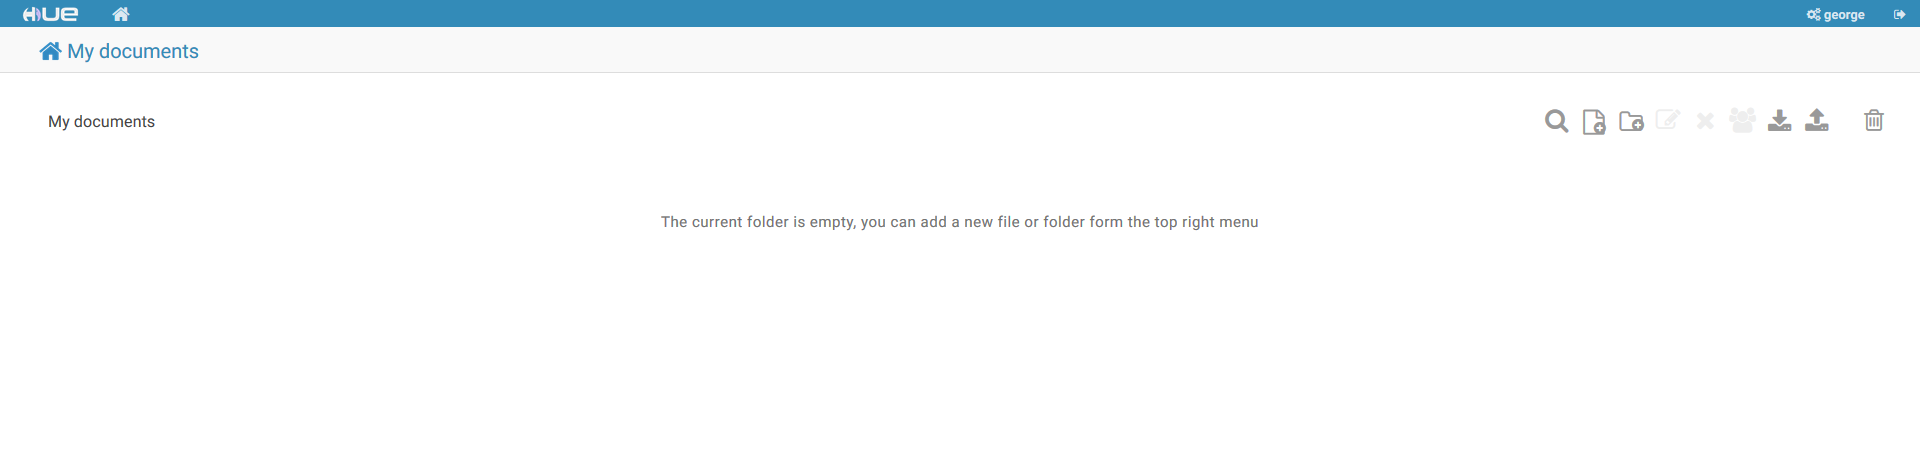 HUE
george
My documents
My documents
The current folder is empty, you can add a new file or folder form the top right menu